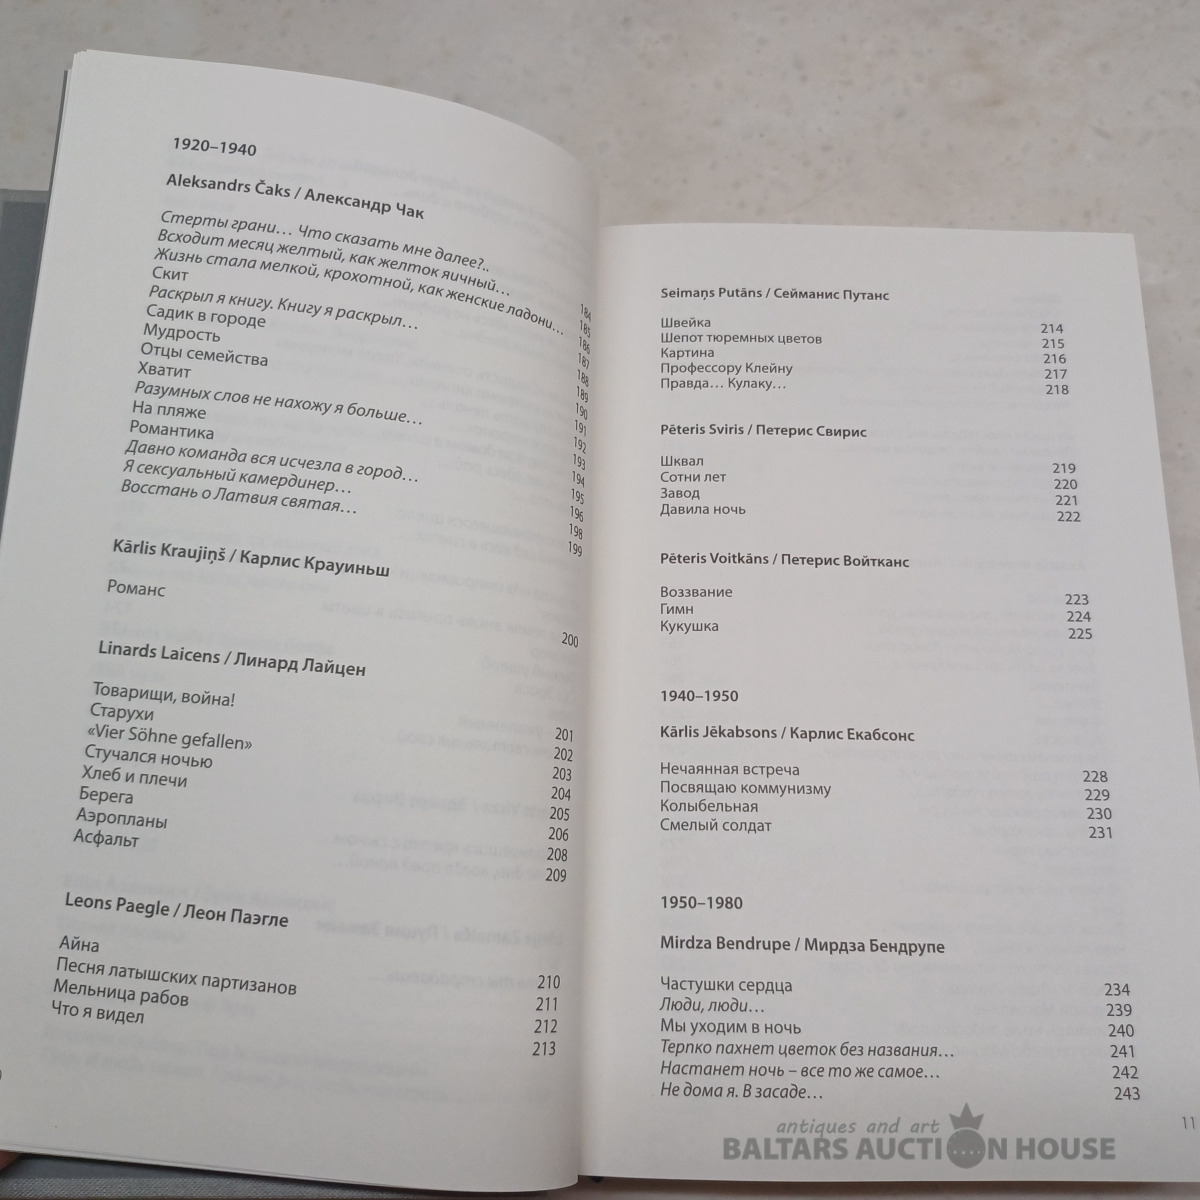 1920–1940
Aleksandrs Čaks / Александр Чак
Стерты грани… Что сказать мне далее?.. 184
Всходит месяц желтый, как желток яичный… 185
Жизнь стала мелкой, крохотной, как женские ладони… 186
Скит 187
Раскрыл я книгу. Книгу я раскрыл… 188
Садик в городе 189
Мудрость 190
Отцы семейства 191
Хватит 192
Разумных слов не нахожу я больше… 193
На пляже 194
Романтика 195
Давно команда вся исчезла в город… 196
Я сексуальный камердинер… 198
Восстань о Латвия святая… 199
Kārlis Kraujiņš / Карлис Крауиньш
Романс 200
Linards Laicens / Линард Лайцен
Товарищи, война! 201
Старухи 202
«Vier Söhne gefallen» 203
Стучался ночью 204
Хлеб и плечи 205
Берега 206
Аэропланы 208
Асфальт 209
Leons Paegle / Леон Паэгле
Айна 210
Песня латышских партизанов 211
Мельница рабов 212
Что я видел 213
Seimaņs Putāns / Сейманис Путанс
Швейка 214
Шепот тюремных цветов 215
Картина 216
Профессору Клейну 217
Правда… Кулаку… 218
Pēteris Sviris / Петерис Свирис
Шквал 219
Сотни лет 220
Завод 221
Давила ночь 222
Pēteris Voitkāns / Петерис Войтканс
Воззвание 223
Гимн 224
Кукушка 225
1940–1950
Kārlis Jēkabsons / Карлис Екабсонс
Нечаянная встреча 228
Посвящаю коммунизму 229
Колыбельная 230
Смелый солдат 231
1950–1980
Mirdza Bendrupe / Мирдза Бендрупе
Частушки сердца 234
Люди, люди… 239
Мы уходим в ночь 240
Терпко пахнет цветок без названия… 241
Настанет ночь – все то же самое… 242
Не дома я. В засаде… 243
11
antiques and art
BALTARS AUCTION HOUSE